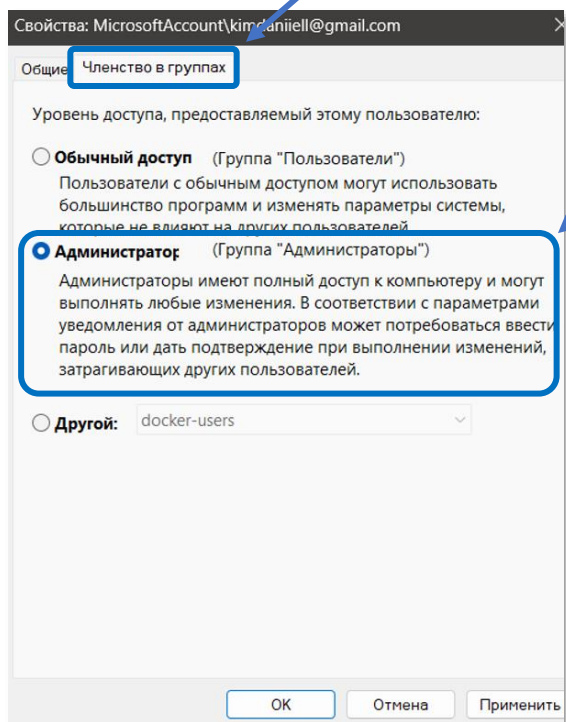 Свойства: MicrosoftAccount\kimdaniiell@gmail.com
Общие Членство в группах
Уровень доступа, предоставляемый этому пользователю:
Обычный доступ (Группа "Пользователи")
Пользователи с обычным доступом могут использовать
большинство программ и изменять параметры системы,
которые не влияют на других пользователей.
Администратор (Группа "Администраторы")
Администраторы имеют полный доступ к компьютеру и могут
выполнять любые изменения. В соответствии с параметрами
уведомления от администраторов может потребоваться ввести
пароль или дать подтверждение при выполнении изменений,
затрагивающих других пользователей.
Другой: docker-users
OK Отмена Применить